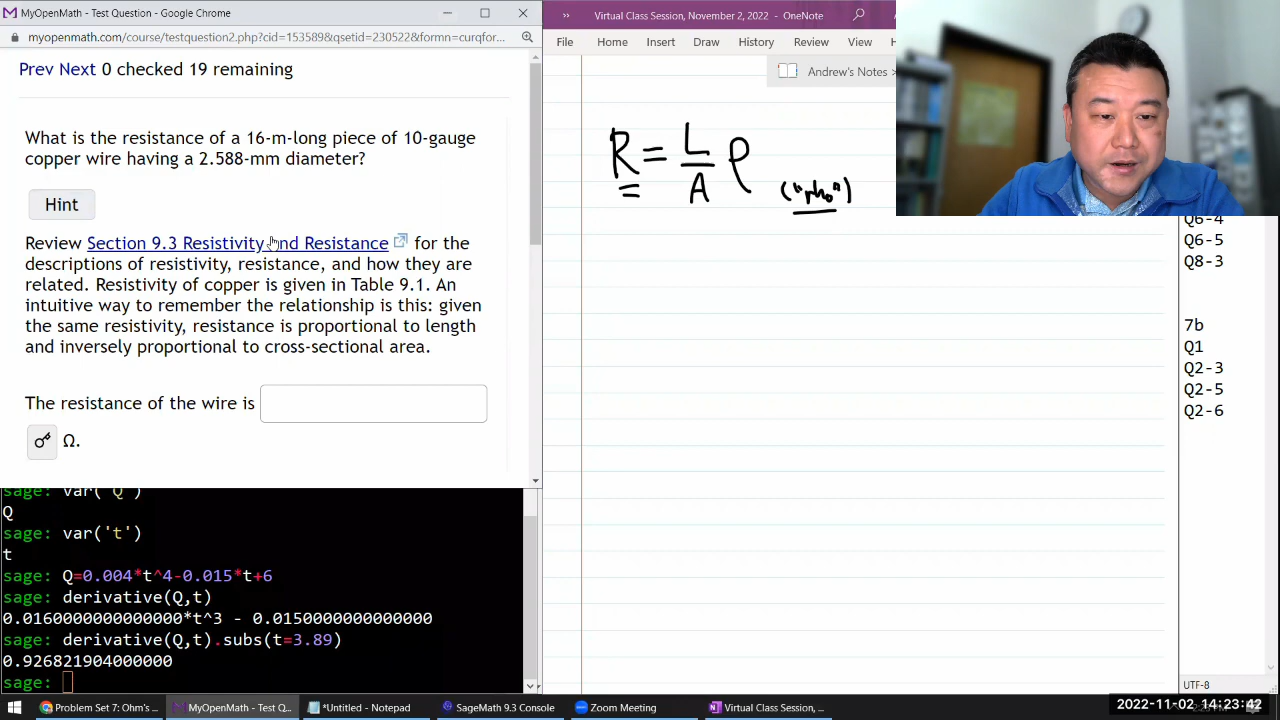 MyOpenMath - Test Question - Google Chrome
myopenmath.com/course/testquestion2.php?cid=153589&qsetid=230522&formn=curqfor...
Prev Next 0 checked 19 remaining
What is the resistance of a 16-m-long piece of 10-gauge
copper wire having a 2.588-mm diameter?
Hint
Review Section 9.3 Resistivity and Resistance for the
descriptions of resistivity, resistance, and how they are
related. Resistivity of copper is given in Table 9.1. An
intuitive way to remember the relationship is this: given
the same resistivity, resistance is proportional to length
and inversely proportional to cross-sectional area.
The resistance of the wire is
Ω.
sage: var('Q')
Q
sage: var('t')
t
sage: Q=0.004*t^4-0.015*t+6
sage: derivative(Q,t)
0.0160000000000000*t^3 - 0.0150000000000000
sage: derivative(Q,t).subs(t=3.89)
0.926821904000000
sage:
»
Virtual Class Session, November 2, 2022 - OneNote
File Home Insert Draw History Review View
Andrew's Notes >
R = L/A ρ
("rho")
Q6-4
Q6-5
Q8-3
7b
Q1
Q2-3
Q2-5
Q2-6
UTF-8
Problem Set 7: Ohm's ...
MyOpenMath - Test Q...
*Untitled - Notepad
SageMath 9.3 Console
Zoom Meeting
Virtual Class Session, ...
2022-11-02 14:23:42